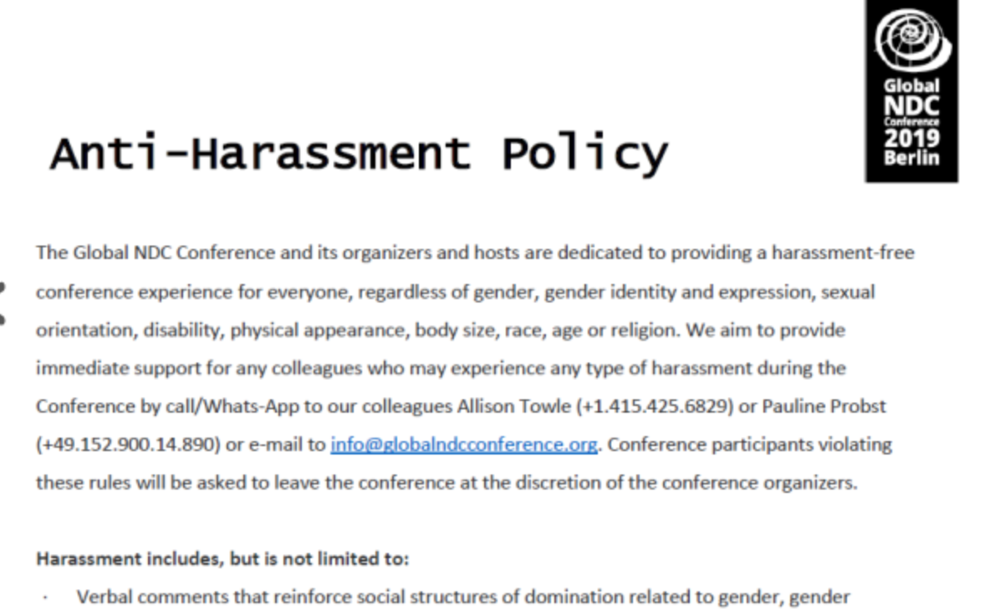 Global
NDC
Conference
2019
Berlin
Anti-Harassment Policy
The Global NDC Conference and its organizers and hosts are dedicated to providing a harassment-free
conference experience for everyone, regardless of gender, gender identity and expression, sexual
orientation, disability, physical appearance, body size, race, age or religion. We aim to provide
immediate support for any colleagues who may experience any type of harassment during the
Conference by call/Whats-App to our colleagues Allison Towle (+1.415.425.6829) or Pauline Probst
(+49.152.900.14.890) or e-mail to info@globalndcconference.org. Conference participants violating
these rules will be asked to leave the conference at the discretion of the conference organizers.
Harassment includes, but is not limited to:
· Verbal comments that reinforce social structures of domination related to gender, gender